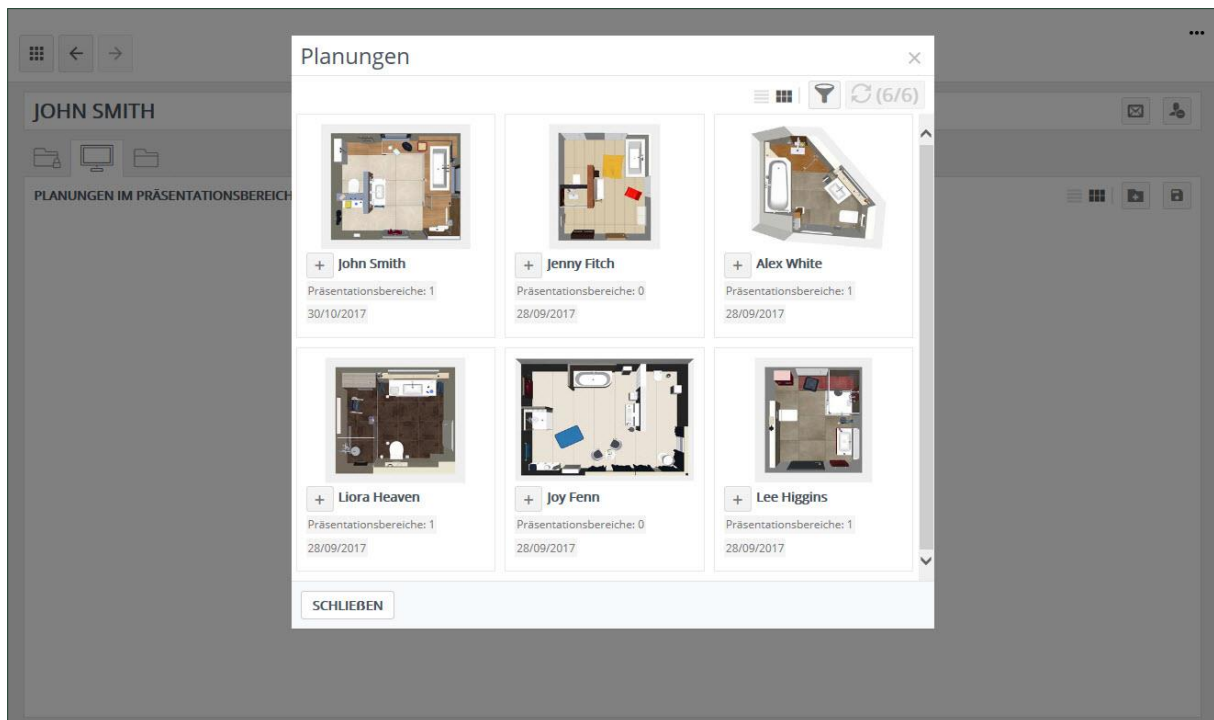 Planungen
(6/6)
JOHN SMITH
PLANUNGEN IM PRÄSENTATIONSBEREICH
John Smith
Präsentationsbereiche: 1
30/10/2017
Jenny Fitch
Präsentationsbereiche: 0
28/09/2017
Alex White
Präsentationsbereiche: 1
28/09/2017
Liora Heaven
Präsentationsbereiche: 1
28/09/2017
Joy Fenn
Präsentationsbereiche: 0
28/09/2017
Lee Higgins
Präsentationsbereiche: 1
28/09/2017
SCHLIEßEN